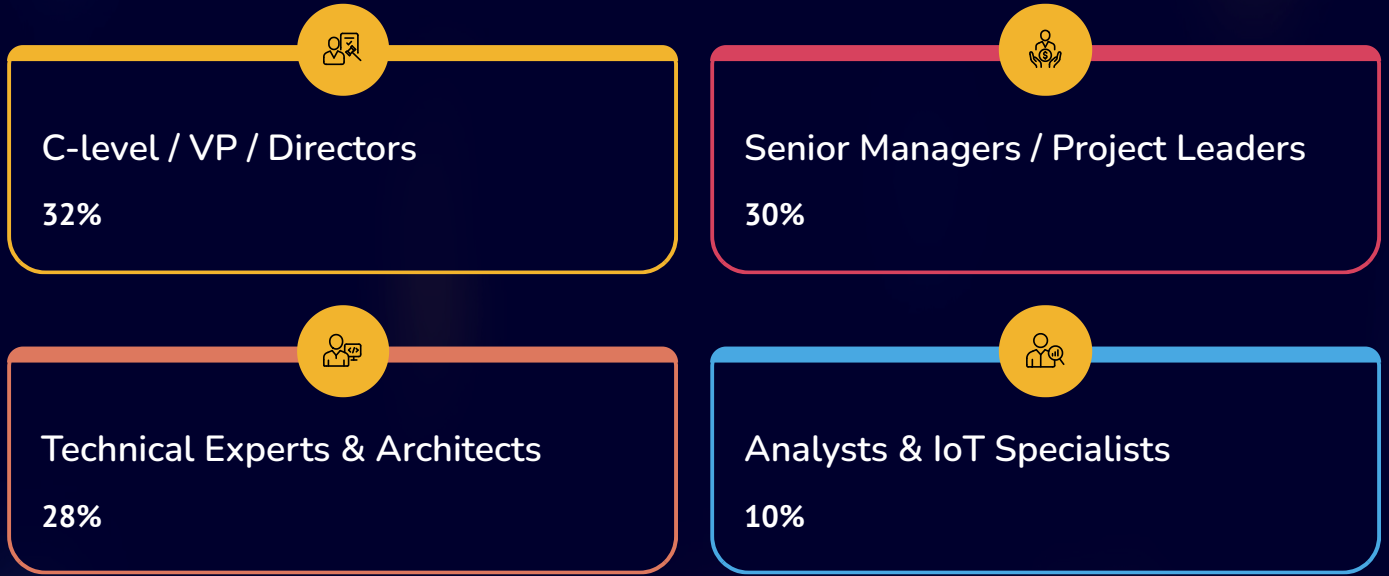 C-level / VP / Directors
32%
Senior Managers / Project Leaders
30%
Technical Experts & Architects
28%
Analysts & IoT Specialists
10%